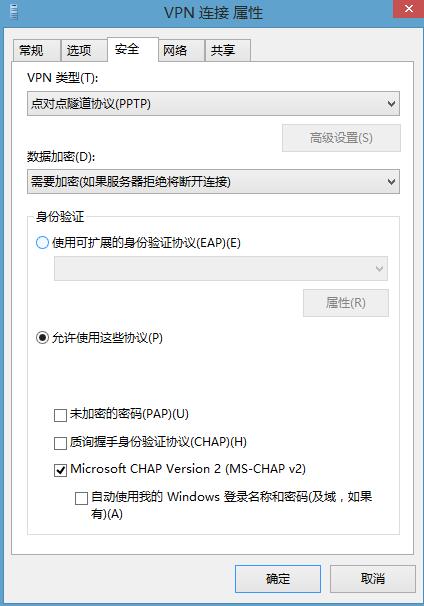 VPN 连接 属性
常规 选项 安全 网络 共享
VPN 类型(T):
点对点隧道协议(PPTP)
高级设置(S)
数据加密(D):
需要加密(如果服务器拒绝将断开连接)
身份验证
使用可扩展的身份验证协议(EAP)(E)
属性(R)
允许使用这些协议(P)
未加密的密码(PAP)(U)
质询握手身份验证协议(CHAP)(H)
Microsoft CHAP Version 2 (MS-CHAP v2)
自动使用我的 Windows 登录名称和密码(及域，如果
有)(A)
确定 取消